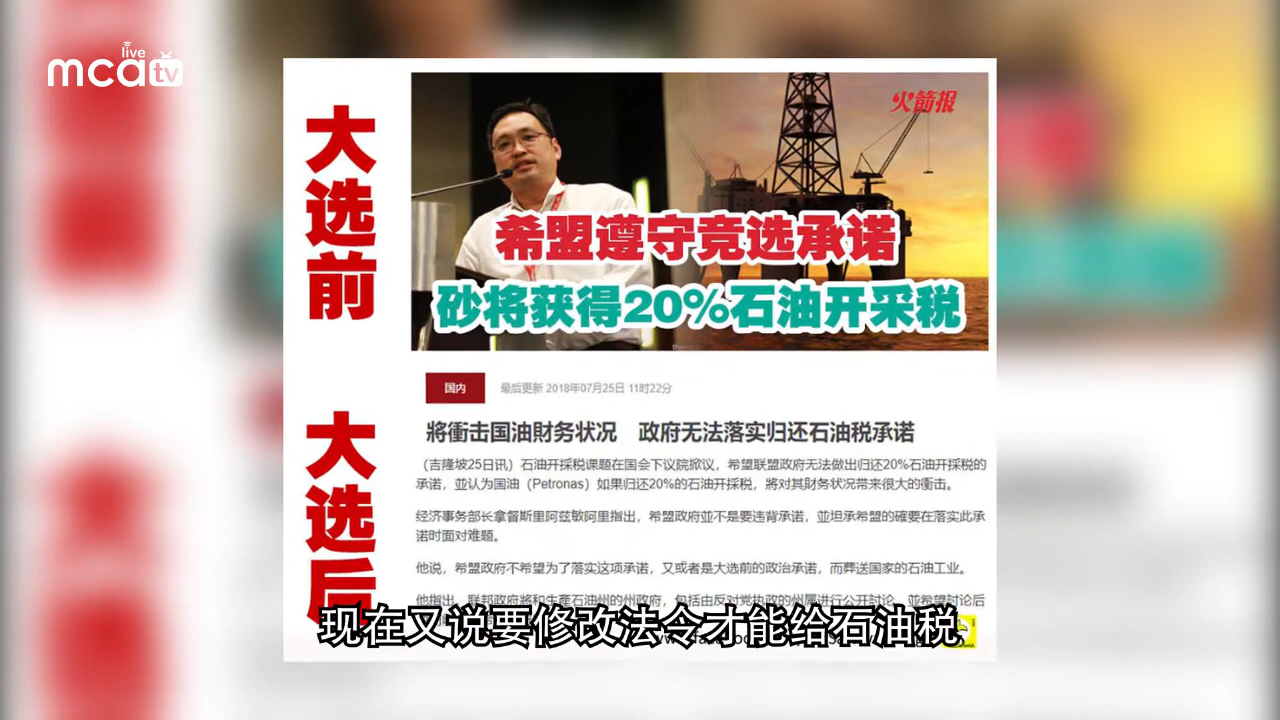 live
mca tv
大选前
火箭报
希盟遵守竞选承诺
砂将获得20%石油开采税
国内
最后更新 2018年07月25日 11时22分
將衝击国油財务状况 政府无法落实归还石油税承诺
(吉隆坡25日讯)石油开採税课题在国会下议院掀议，希望联盟政府无法做出归还20%石油开採税的
承诺，並认为国油(Petronas)如果归还20%的石油开採税，將对其財务状况带来很大的衝击。
经济事务部长拿督斯里阿兹敏阿里指出，希盟政府並不是要违背承诺，並坦承希盟的確要在落实此承
诺时面对难题。
他说，希盟政府不希望为了落实这项承诺，又或者是大选前的政治承诺，而葬送国家的石油工业。
他指出，联邦政府將和生產石油州的州政府，包括由反对党执政的州属进行公开討论，並希望討论后
大选后
现在又说要修改法令才能给石油税